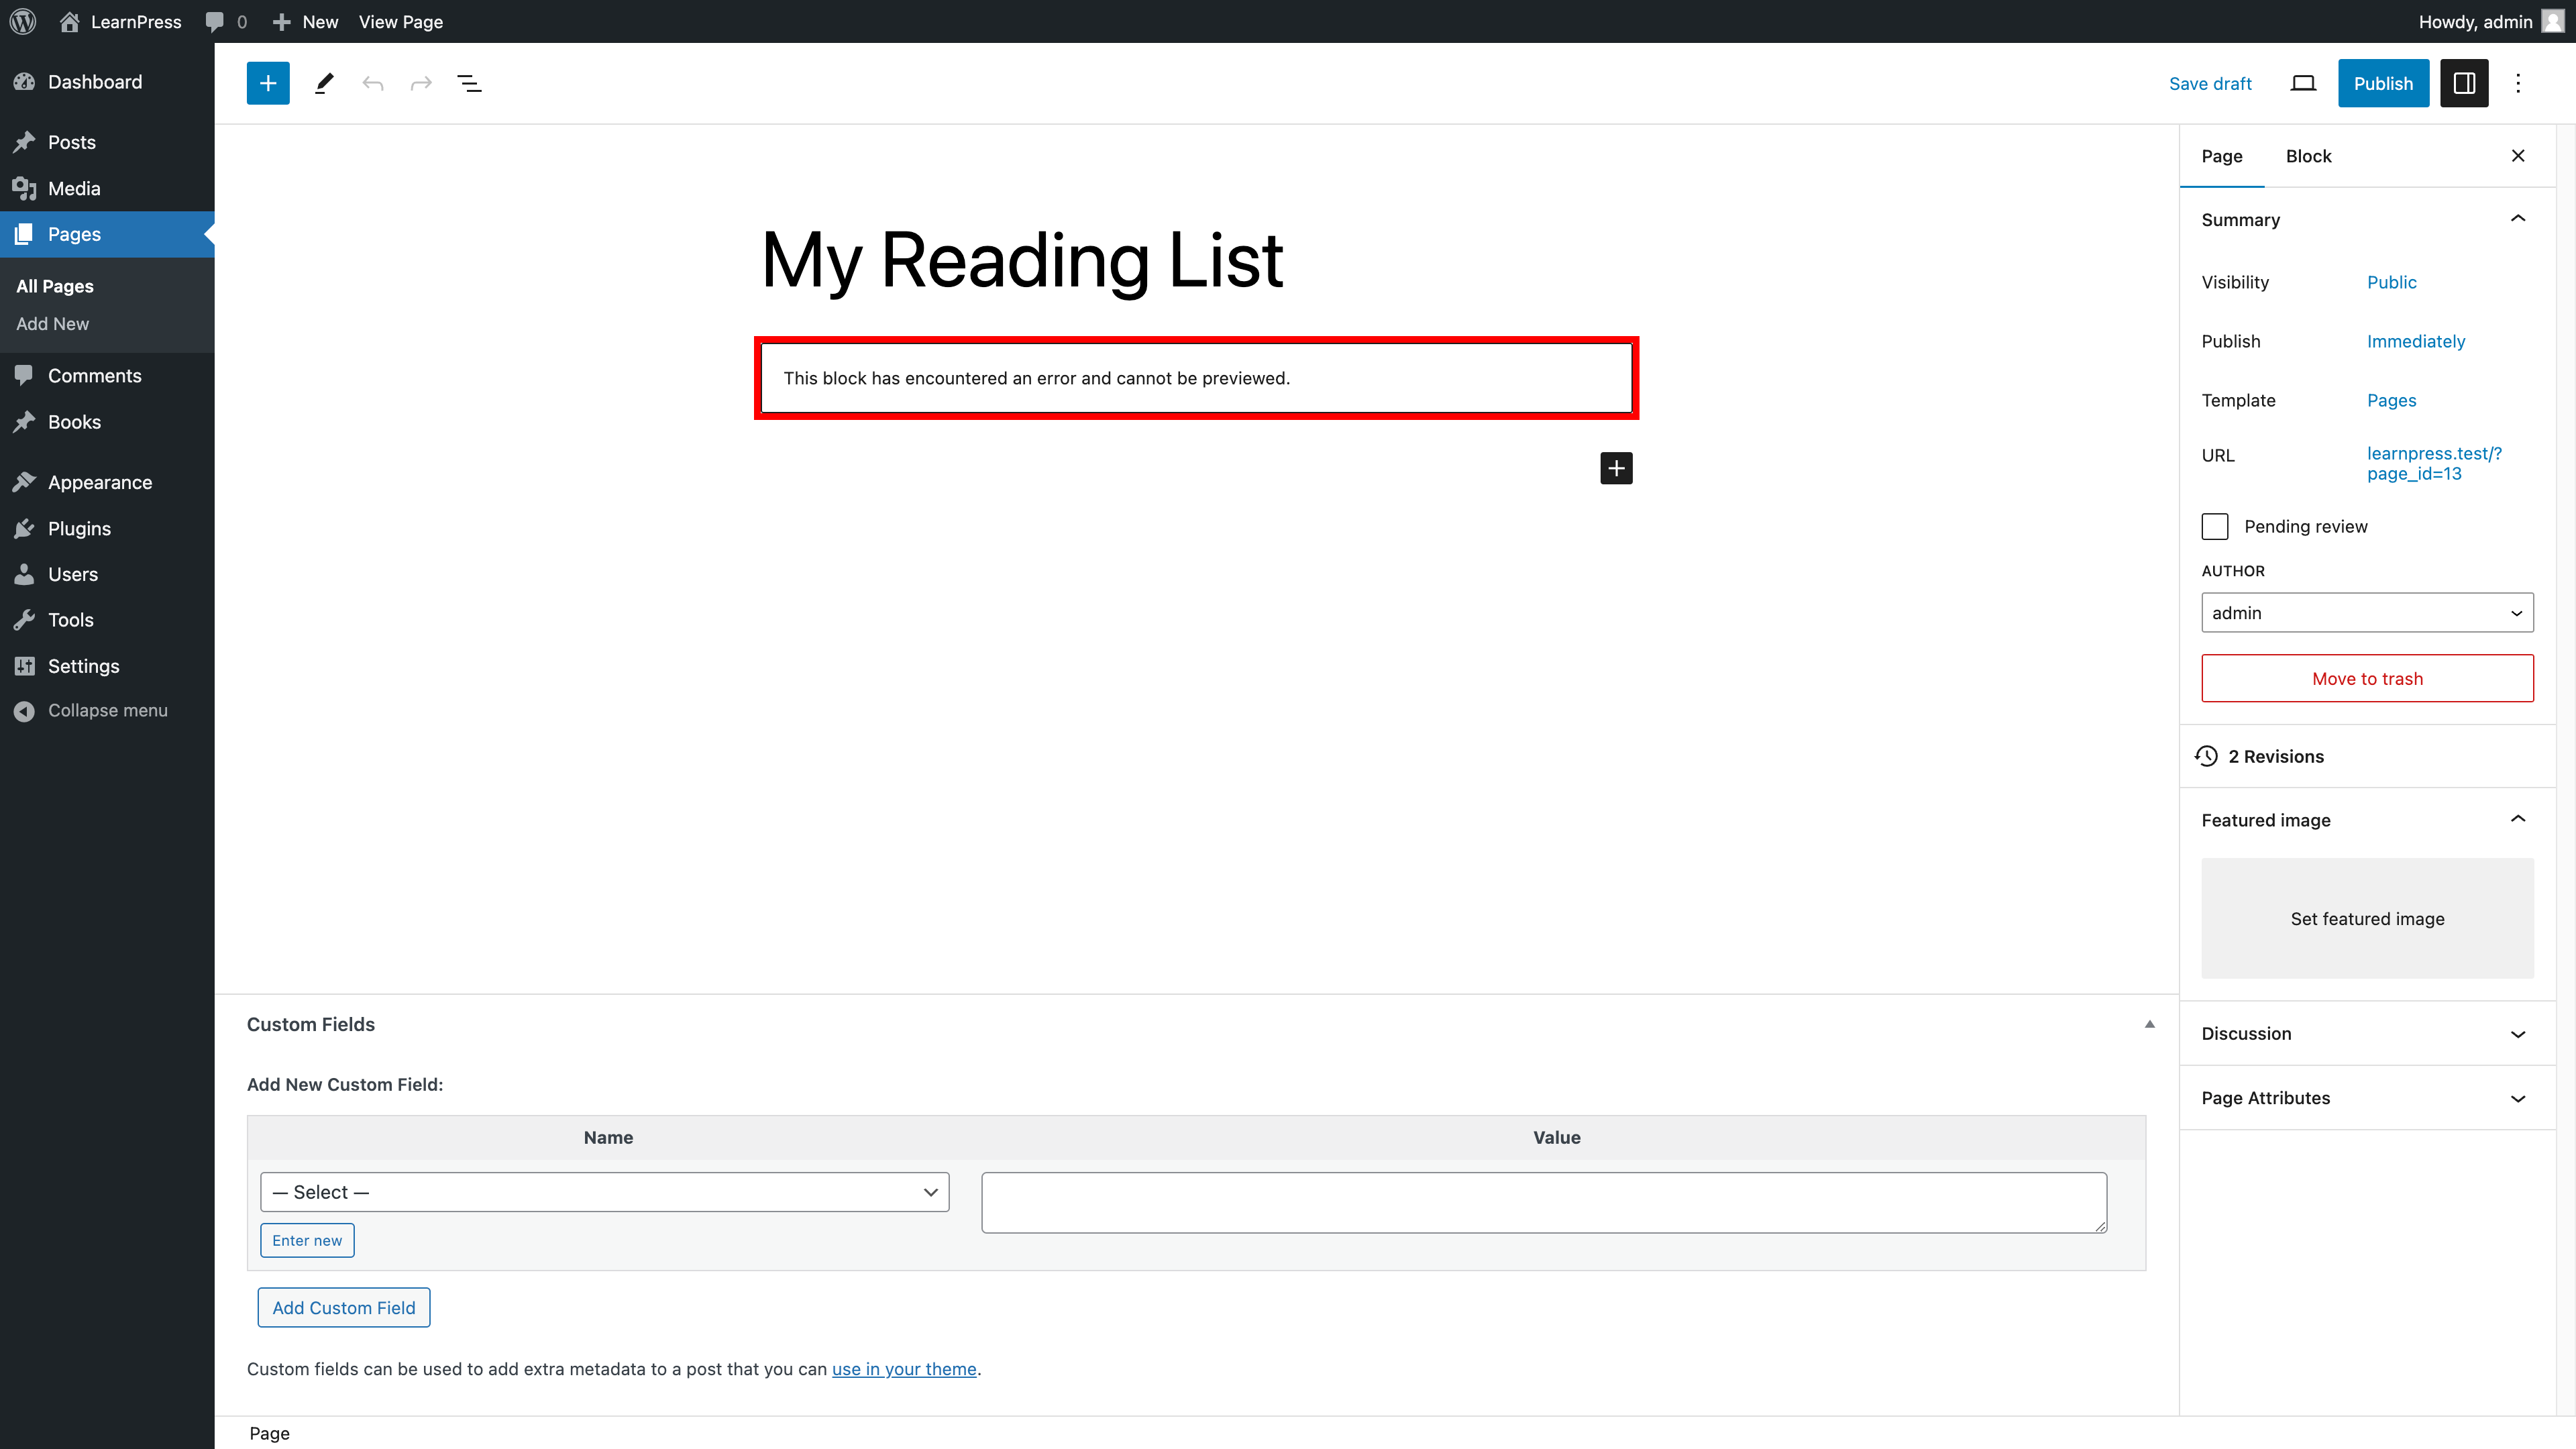 LearnPress 0 New View Page Howdy, admin
Dashboard
Posts
Media
Pages
All Pages
Add New
Comments
Books
Appearance
Plugins
Users
Tools
Settings
Collapse menu
Save draft Publish
My Reading List
This block has encountered an error and cannot be previewed.
Page Block
Summary
Visibility Public
Publish Immediately
Template Pages
URL learnpress.test/?
page_id=13
Pending review
AUTHOR
admin
Move to trash
2 Revisions
Featured image
Set featured image
Discussion
Page Attributes
Custom Fields
Add New Custom Field:
Name Value
— Select —
Enter new
Add Custom Field
Custom fields can be used to add extra metadata to a post that you can use in your theme.
Page